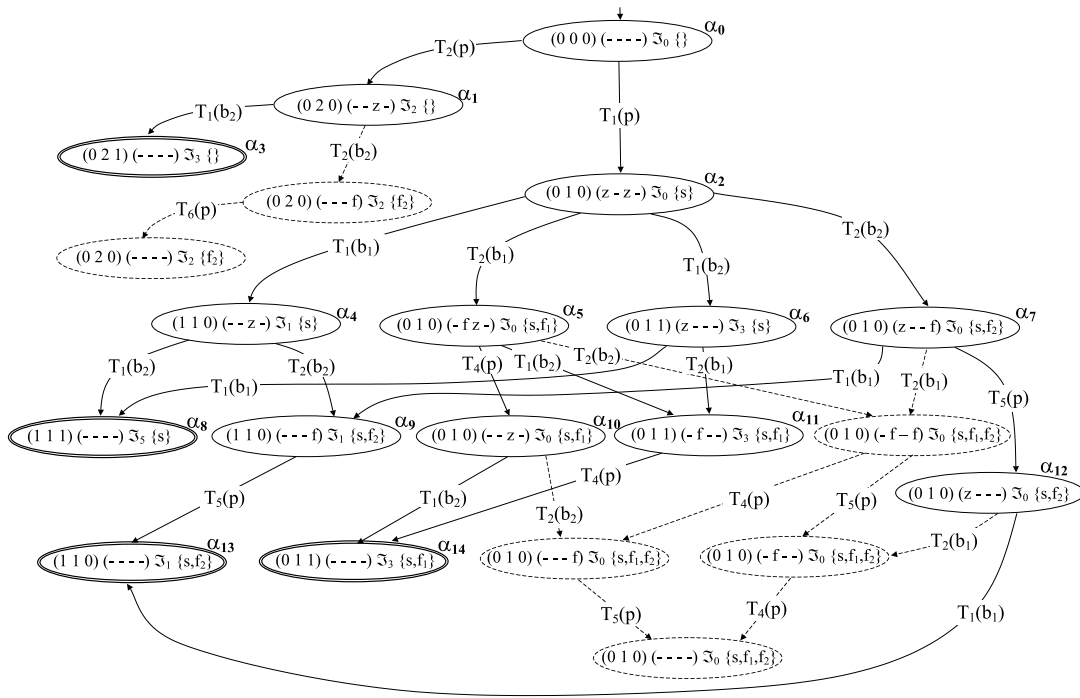 α0
(0 0 0) (- - - -) ℑ0 {}
T2(p)
α1
(0 2 0) (- - z -) ℑ2 {}
T1(b2)
T1(p)
α3
(0 2 1) (- - - -) ℑ3 {}
T2(b2)
α2
(0 1 0) (z - z -) ℑ0 {s}
(0 2 0) (- - - f) ℑ2 {f2}
T6(p)
T1(b1)
T2(b1)
T1(b2)
T2(b2)
(0 2 0) (- - - -) ℑ2 {f2}
α4
(1 1 0) (- - z -) ℑ1 {s}
α5
(0 1 0) (- f z -) ℑ0 {s,f1}
α6
(0 1 1) (z - - -) ℑ3 {s}
α7
(0 1 0) (z - - f) ℑ0 {s,f2}
T1(b2)
T2(b2)
T4(p)
T1(b2)
T2(b2)
T1(b1)
T2(b1)
T1(b1)
T2(b1)
T5(p)
α8
(1 1 1) (- - - -) ℑ5 {s}
α9
(1 1 0) (- - - f) ℑ1 {s,f2}
α10
(0 1 0) (- - z -) ℑ0 {s,f1}
α11
(0 1 1) (- f - -) ℑ3 {s,f1}
(0 1 0) (- f – f) ℑ0 {s,f1,f2}
α12
(0 1 0) (z - - -) ℑ0 {s,f2}
T5(p)
T1(b2)
T2(b2)
T4(p)
T4(p)
T5(p)
T2(b1)
α13
(1 1 0) (- - - -) ℑ1 {s,f2}
α14
(0 1 1) (- - - -) ℑ3 {s,f1}
(0 1 0) (- - - f) ℑ0 {s,f1,f2}
(0 1 0) (- f - -) ℑ0 {s,f1,f2}
T5(p)
T4(p)
T1(b1)
(0 1 0) (- - - -) ℑ0 {s,f1,f2}